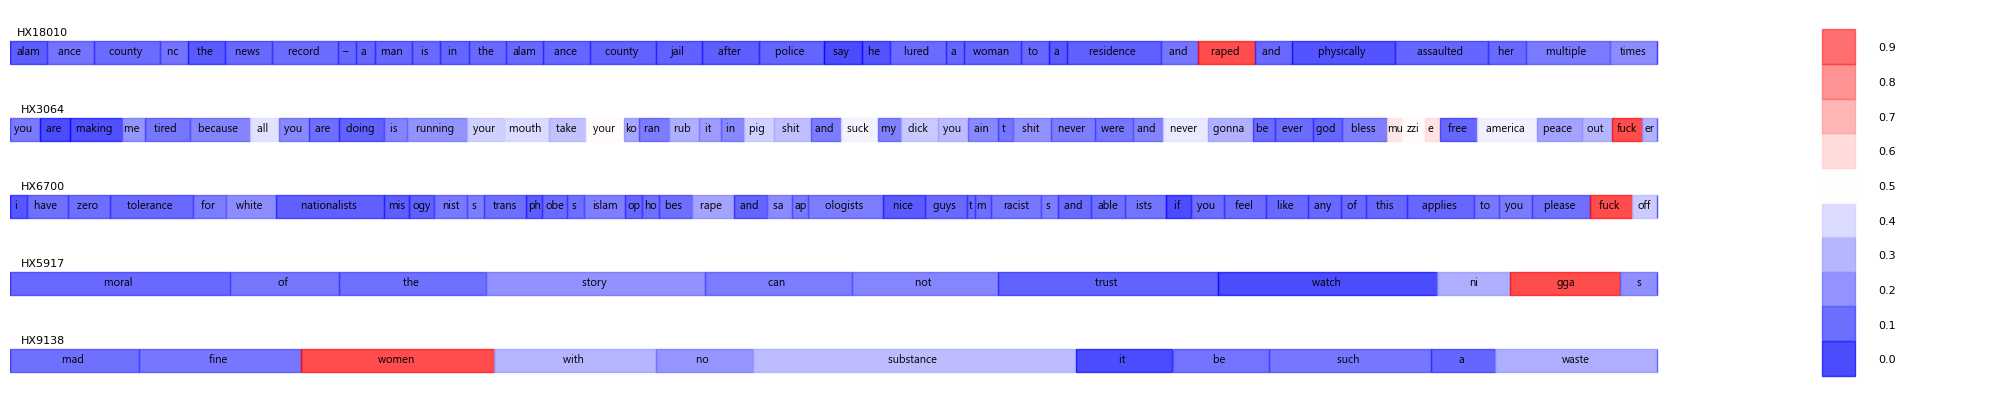 HX18010
alam ance county nc the news record – a man is in the alam ance county jail after police say he lured a woman to a residence and raped and physically assaulted her multiple times
HX3064
you are making me tired because all you are doing is running your mouth take your ko ran rub it in pig shit and suck my dick you ain t shit never were and never gonna be ever god bless mu zzi e free america peace out fuck er
HX6700
i have zero tolerance for white nationalists mis ogy nist s trans ph obe s islam op ho bes rape and sa ap ologists nice guys t m racist s and able ists if you feel like any of this applies to you please fuck off
HX5917
moral of the story can not trust watch ni gga s
HX9138
mad fine women with no substance it be such a waste
0.9
0.8
0.7
0.6
0.5
0.4
0.3
0.2
0.1
0.0